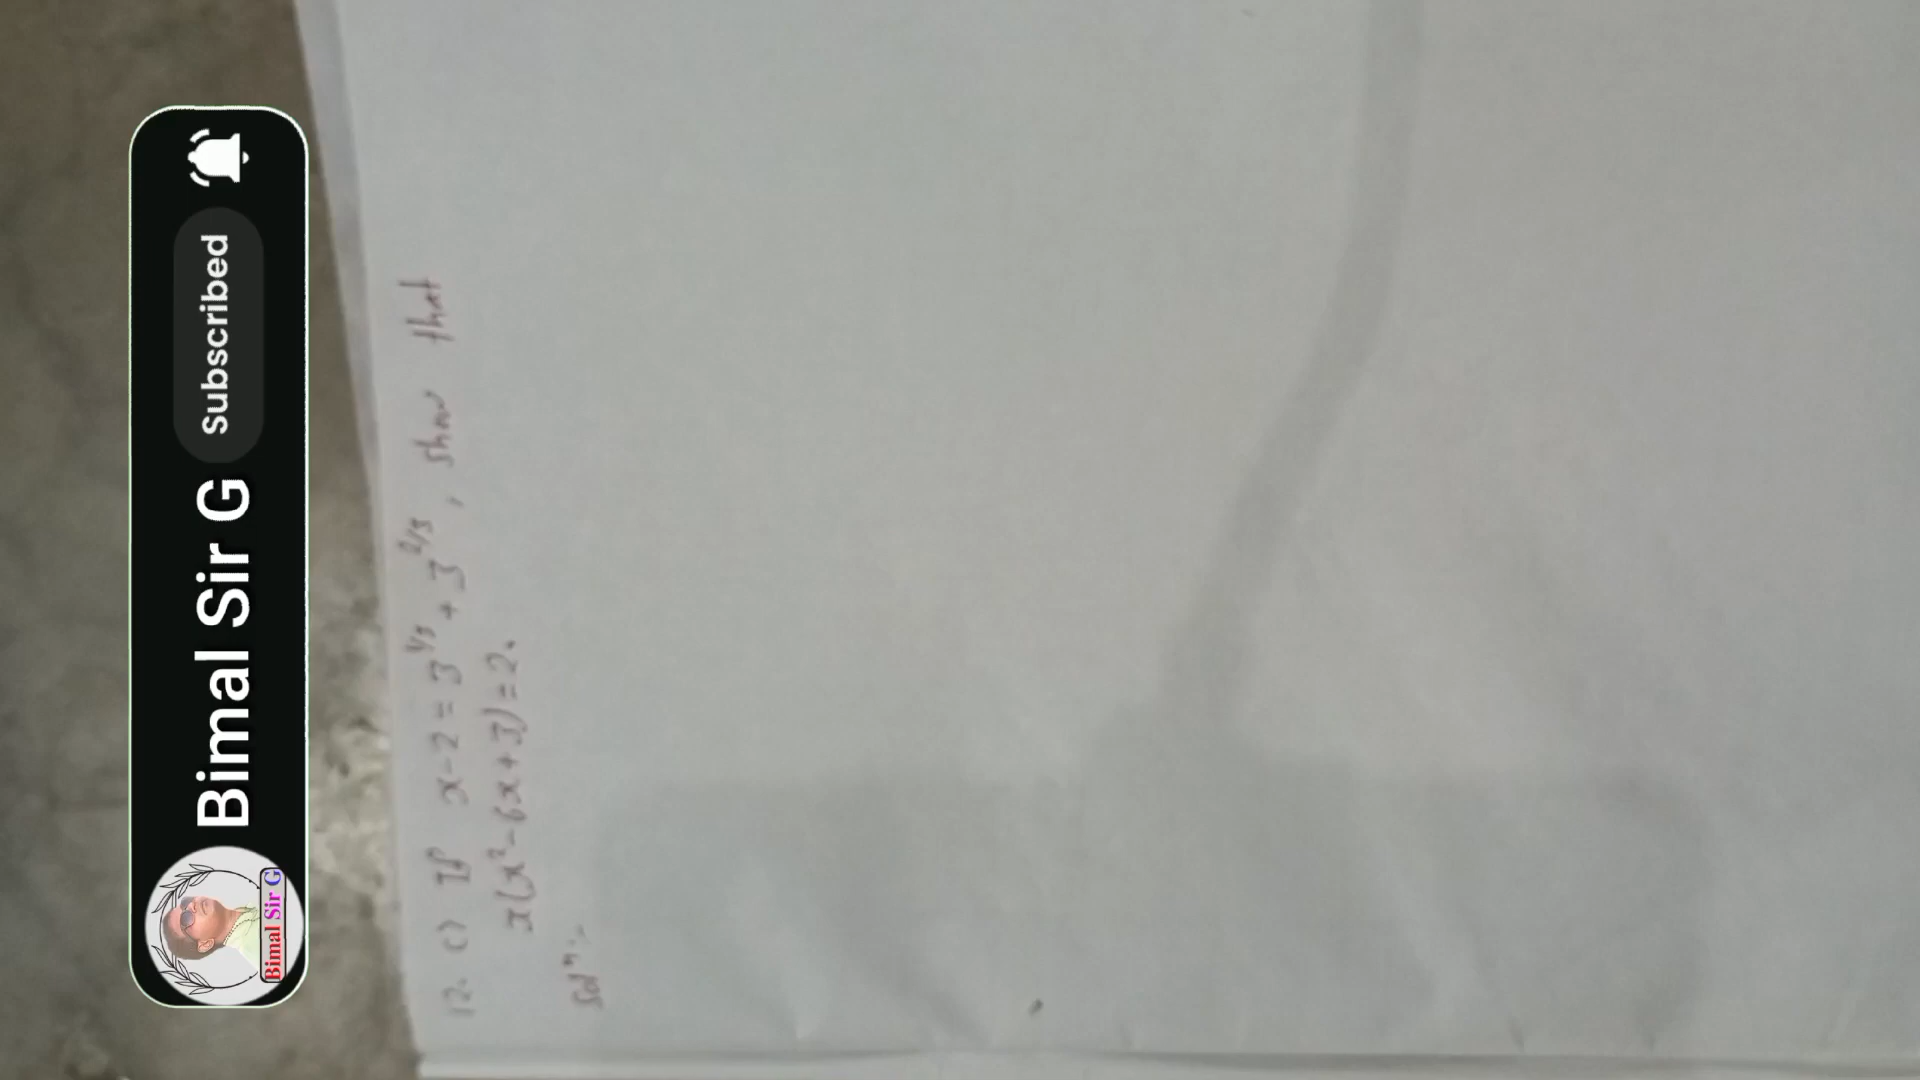 Bimal Sir G Subscribed
Bimal Sir G
12. c) If x-2 = 3^1/3 + 3^2/3, show that
x(x²-6x+3)=2.
Solⁿ:-